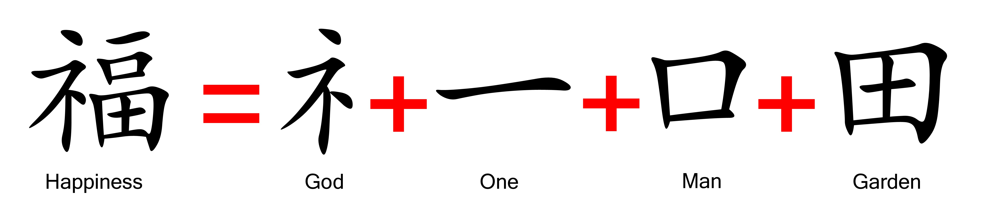 福 = 礻 + 一 + 口 + 田
Happiness God One Man Garden